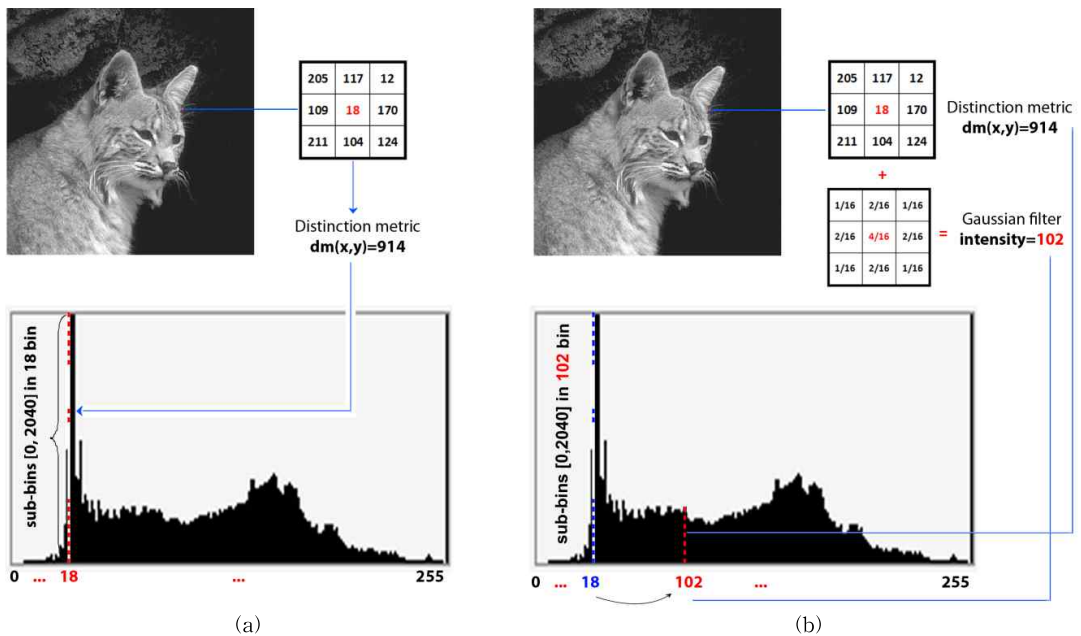 205 117 12
109 18 170
211 104 124
Distinction metric
dm(x,y)=914
sub-bins [0, 2040] in 18 bin
0 ... 18 ... 255
(a)
205 117 12
109 18 170
211 104 124
Distinction metric
dm(x,y)=914
+
1/16 2/16 1/16
2/16 4/16 2/16
1/16 2/16 1/16
=
Gaussian filter
intensity=102
sub-bins [0,2040] in 102 bin
0 ... 18 102 ... 255
(b)